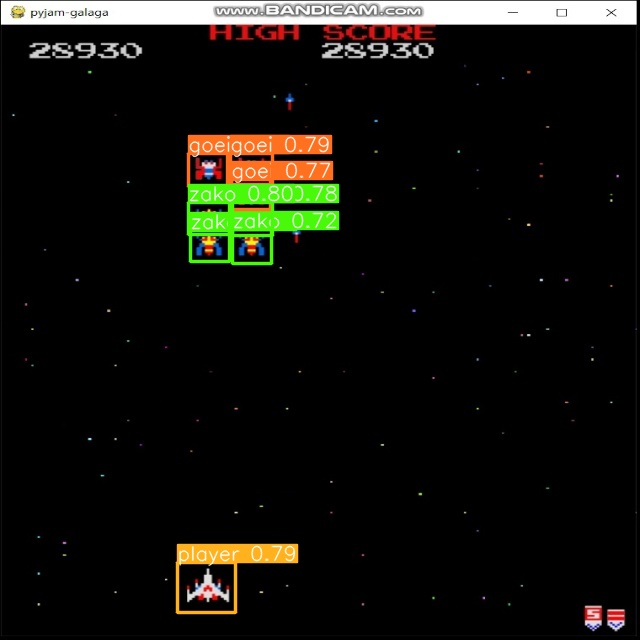 pyjam-galaga
www.BANDICAM.com
HIGH SCORE
28930 28930
goei goei 0.79
goe 0.77
zako 0.80 0.78
zak zako 0.72
player 0.79
5